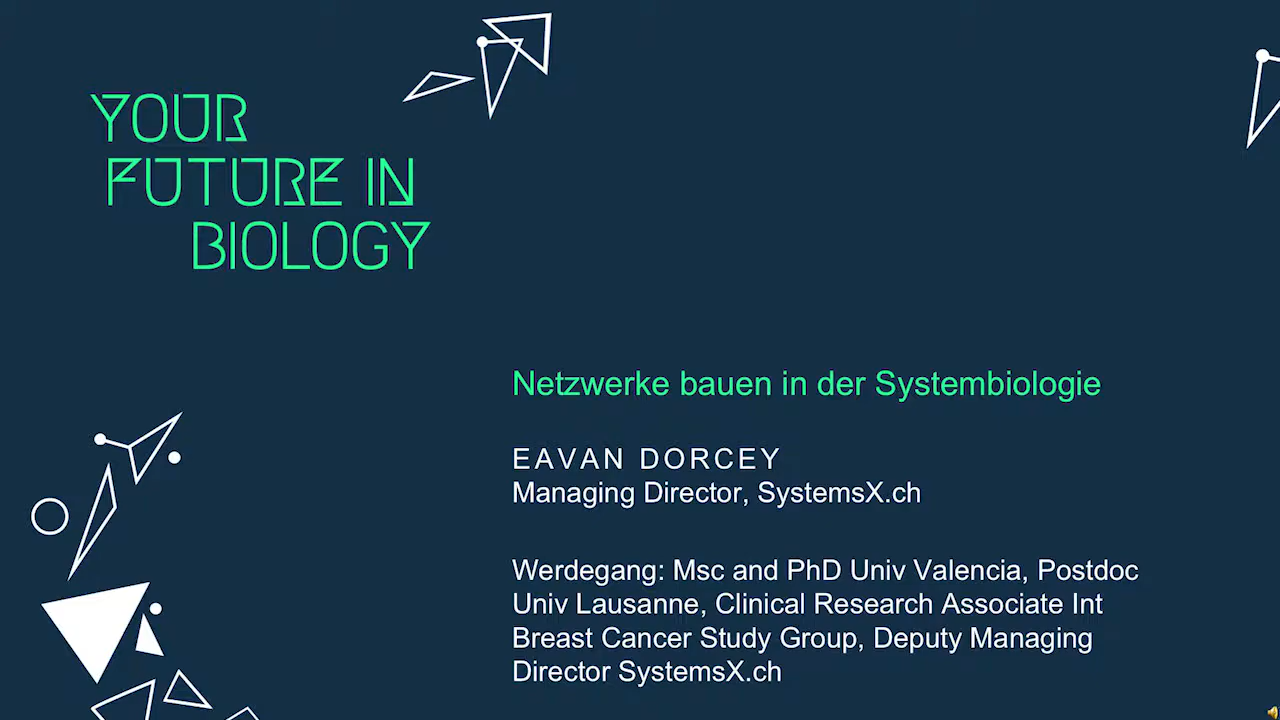 YOUR
FUTURE IN
BIOLOGY
Netzwerke bauen in der Systembiologie
EAVAN DORCEY
Managing Director, SystemsX.ch
Werdegang: Msc and PhD Univ Valencia, Postdoc
Univ Lausanne, Clinical Research Associate Int
Breast Cancer Study Group, Deputy Managing
Director SystemsX.ch